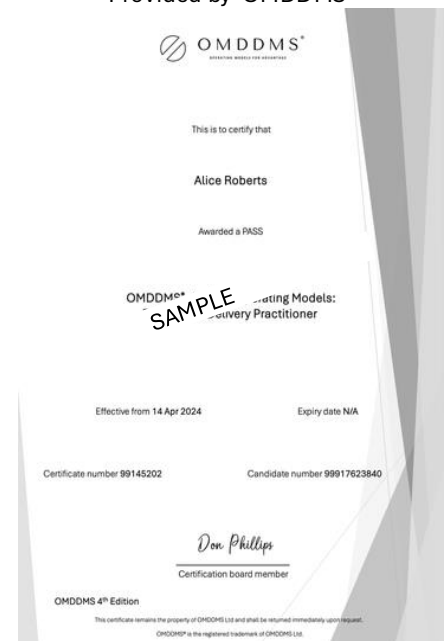 Provided by OMDDMS
OMDDMS®
OPERATING MODELS FOR ADVANTAGE
This is to certify that
Alice Roberts
Awarded a PASS
OMDDMS® Models:
SAMPLE
Practitioner
Effective from 14 Apr 2024 Expiry date N/A
Certificate number 99145202 Candidate number 99917623840
Don Phillips
Certification board member
OMDDMS 4th Edition
This certificate remains the property of OMDDMS Ltd and shall be returned immediately upon request.
OMDDMS® is the registered trademark of OMDDMS Ltd.